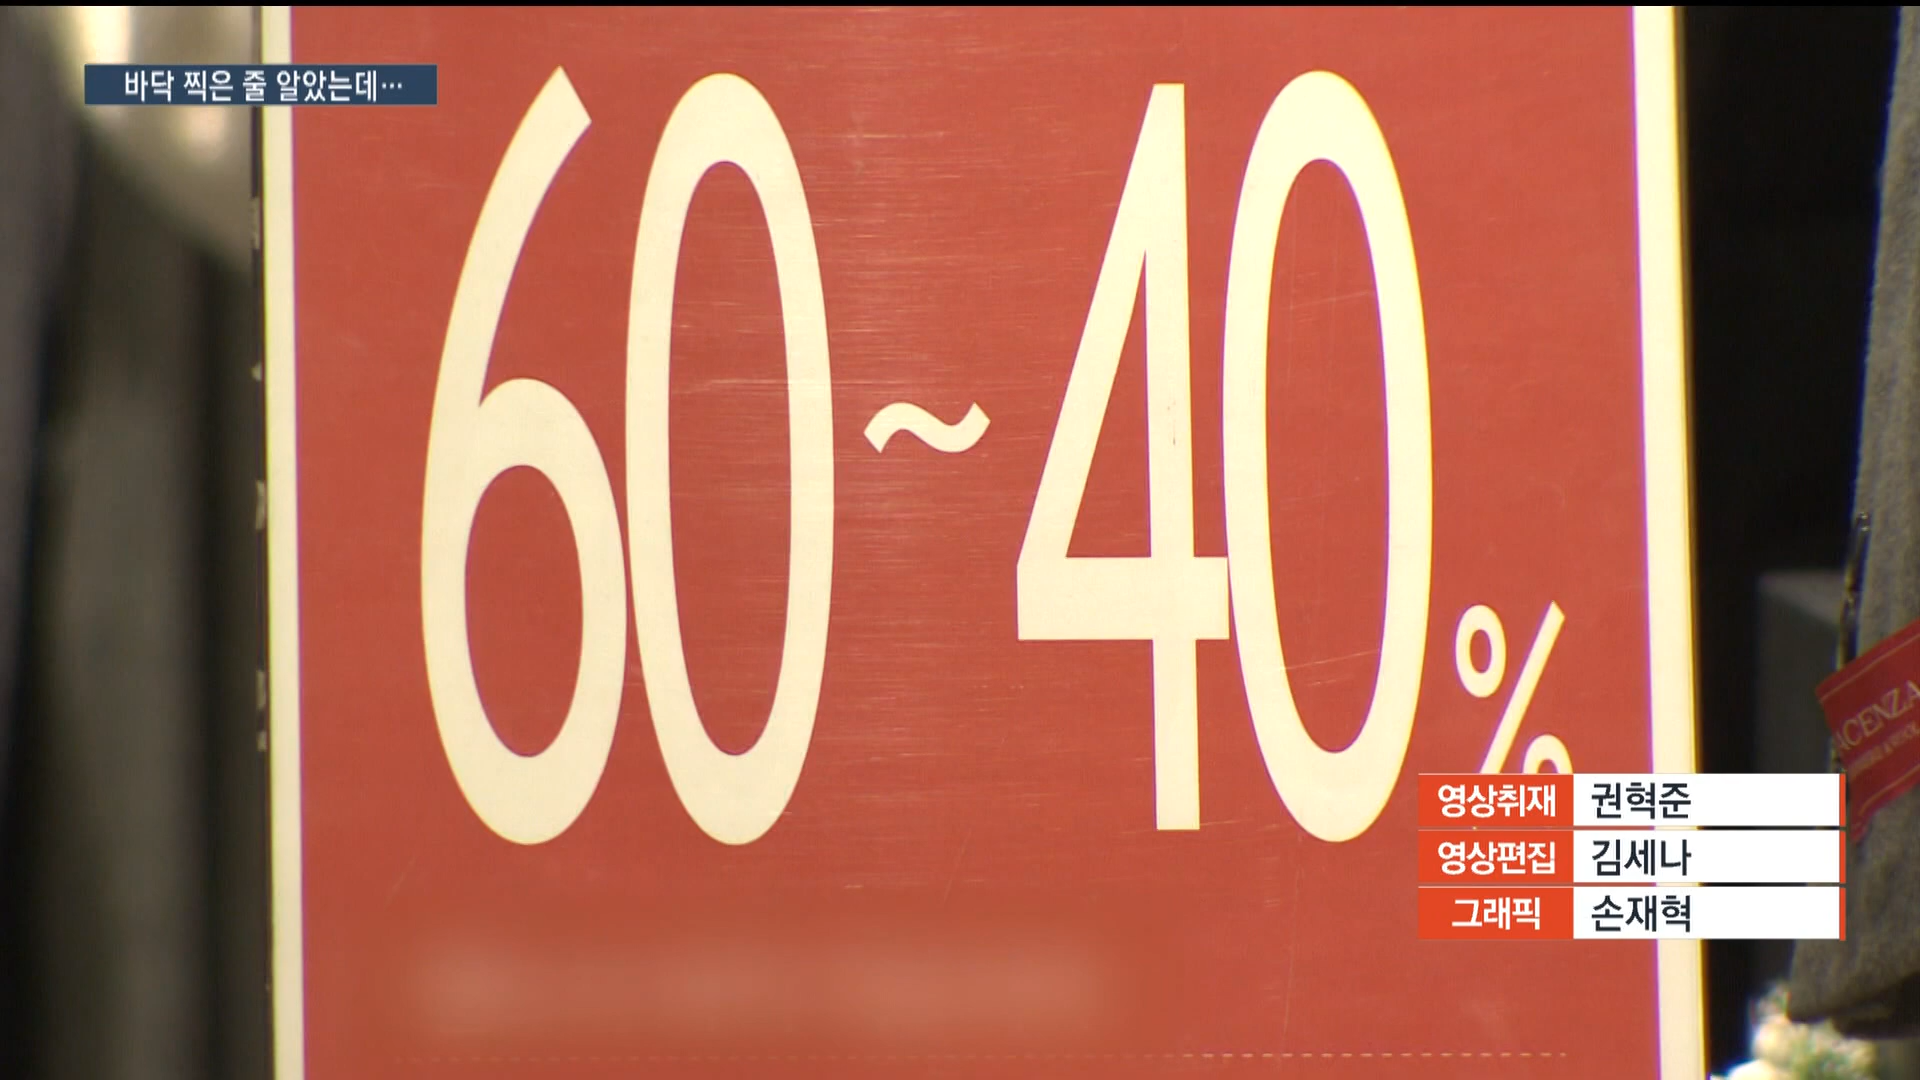 바닥 찍은 줄 알았는데…
60~40%
영상취재 권혁준
영상편집 김세나
그래픽 손재혁